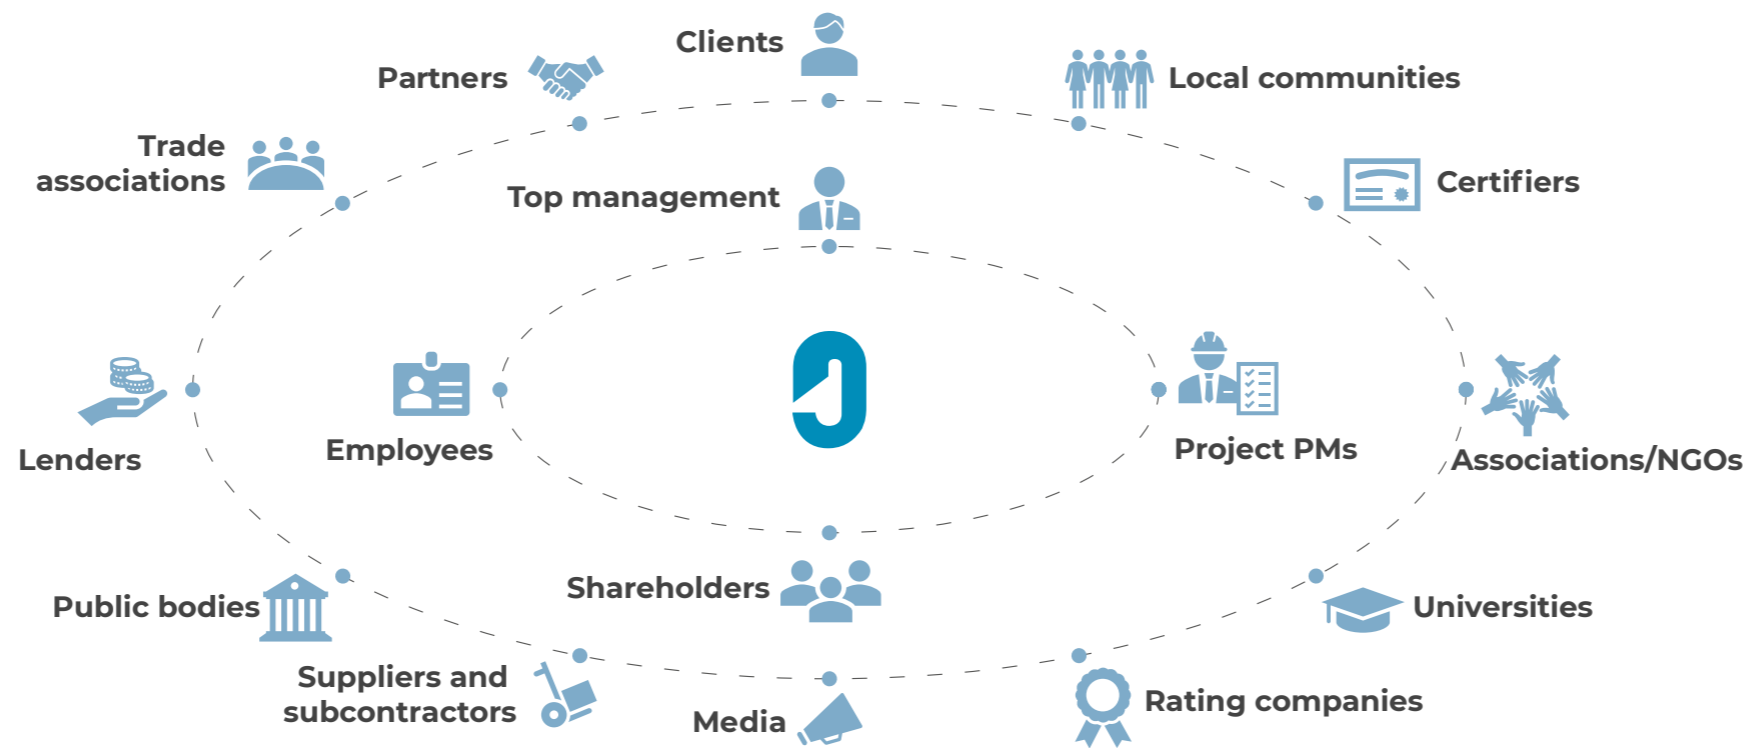 Clients
Partners
Local communities
Trade
associations
Certifiers
Top management
Lenders
Employees
Project PMs
Associations/NGOs
Public bodies
Shareholders
Universities
Suppliers and
subcontractors
Media
Rating companies